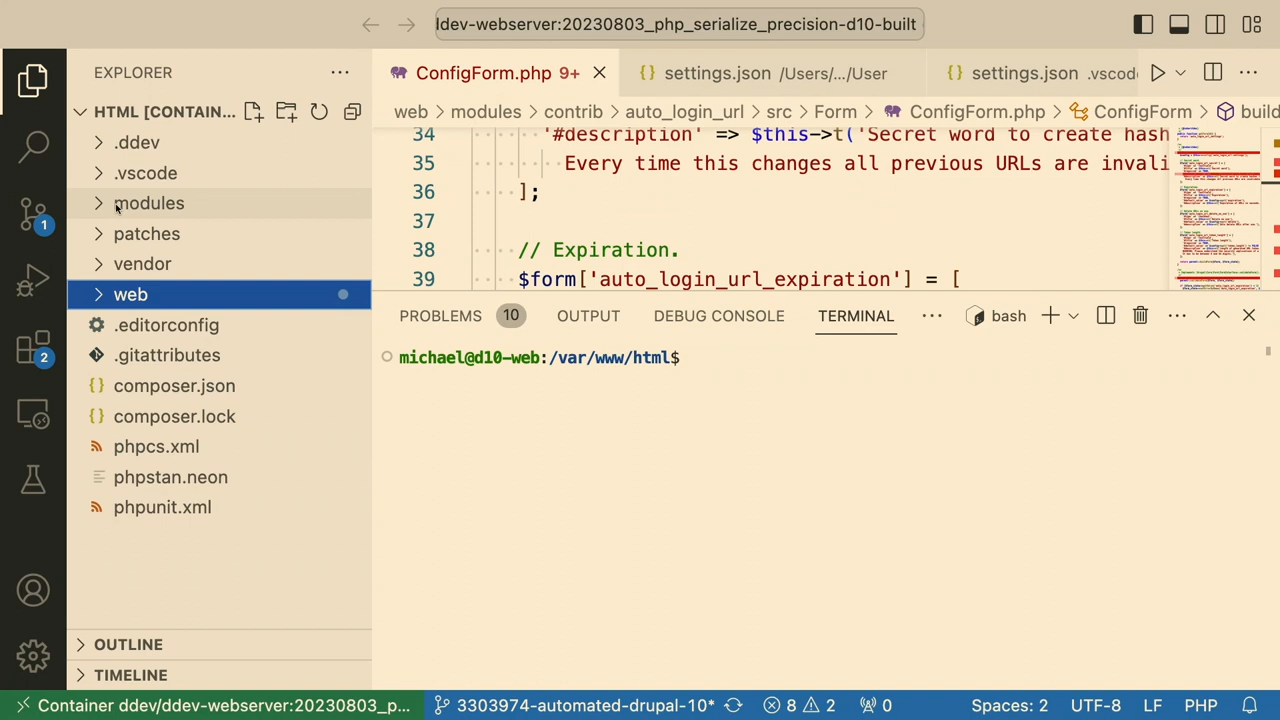 ddev-webserver:20230803_php_serialize_precision-d10-built
EXPLORER
HTML [CONTAIN...
.ddev
.vscode
modules
patches
vendor
web
.editorconfig
.gitattributes
composer.json
composer.lock
phpcs.xml
phpstan.neon
phpunit.xml
OUTLINE
TIMELINE
1
2
ConfigForm.php 9+
settings.json /Users/.../User
settings.json .vscod
web modules contrib auto_login_url src Form ConfigForm.php ConfigForm build
34 '#description' => $this->t('Secret word to create hash
35 Every time this changes all previous URLs are invali
36 ];
37
38 // Expiration.
39 $form['auto_login_url_expiration'] = [
PROBLEMS 10 OUTPUT DEBUG CONSOLE TERMINAL bash
michael@d10-web:/var/www/html$
Container ddev/ddev-webserver:20230803_p... 3303974-automated-drupal-10* 8 2 0 Spaces: 2 UTF-8 LF PHP